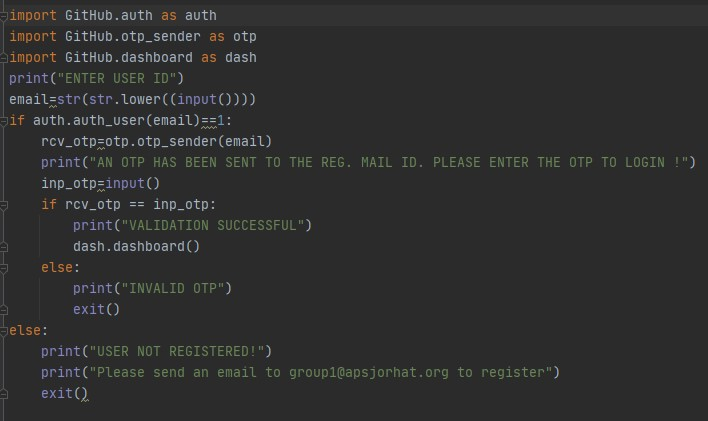 import GitHub.auth as auth
import GitHub.otp_sender as otp
import GitHub.dashboard as dash
print("ENTER USER ID")
email=str(str.lower((input())))
if auth.auth_user(email)==1:
    rcv_otp=otp.otp_sender(email)
    print("AN OTP HAS BEEN SENT TO THE REG. MAIL ID. PLEASE ENTER THE OTP TO LOGIN !")
    inp_otp=input()
    if rcv_otp == inp_otp:
        print("VALIDATION SUCCESSFUL")
        dash.dashboard()
    else:
        print("INVALID OTP")
        exit()
else:
    print("USER NOT REGISTERED!")
    print("Please send an email to group1@apsjorhat.org to register")
    exit()